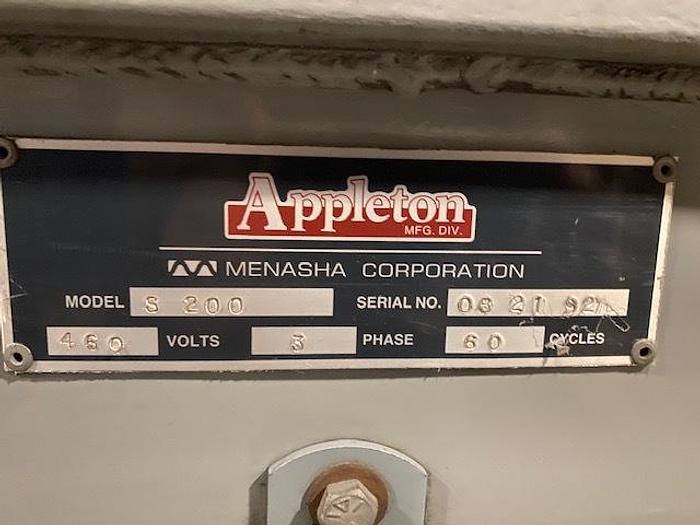 Appleton
MFG. DIV.
MENASHA CORPORATION
MODEL S 200 SERIAL NO. 08 21 92
460 VOLTS 3 PHASE 60 CYCLES